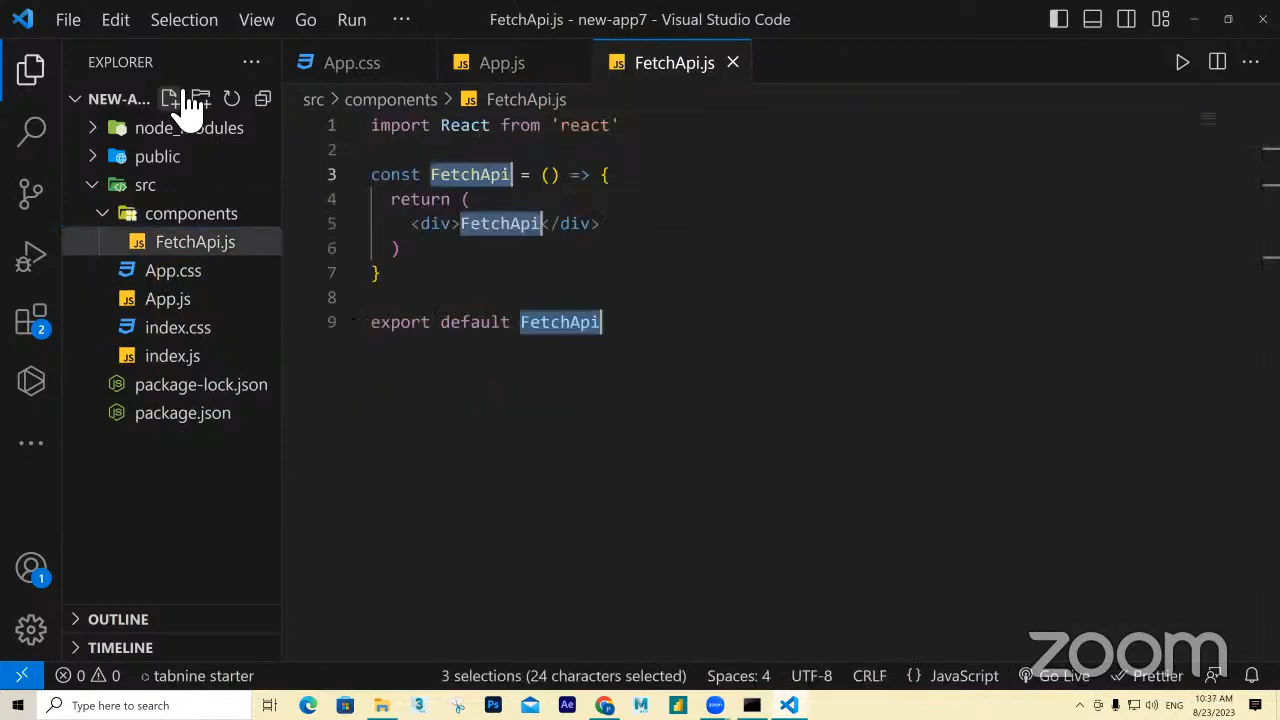 File Edit Selection View Go Run ··· FetchApi.js - new-app7 - Visual Studio Code
EXPLORER ···
NEW-A...
node_modules
public
src
components
FetchApi.js
App.css
App.js
index.css
index.js
package-lock.json
package.json
OUTLINE
TIMELINE
2
1
App.css App.js FetchApi.js
src > components > FetchApi.js
1 import React from 'react'
2
3 const FetchApi = () => {
4 return (
5 <div>FetchApi</div>
6 )
7 }
8
9 export default FetchApi
zoom
0 0 tabnine starter 3 selections (24 characters selected) Spaces: 4 UTF-8 CRLF {} JavaScript Go Live Prettier
Type here to search ENG 10:37 AM
8/23/2023